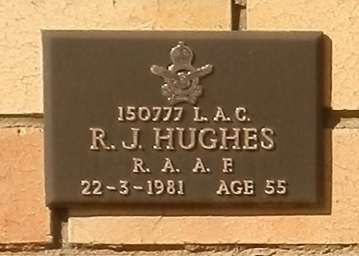 150777 L.A.C.
R. J. HUGHES
R. A. A. F.
22-3-1981 AGE 55